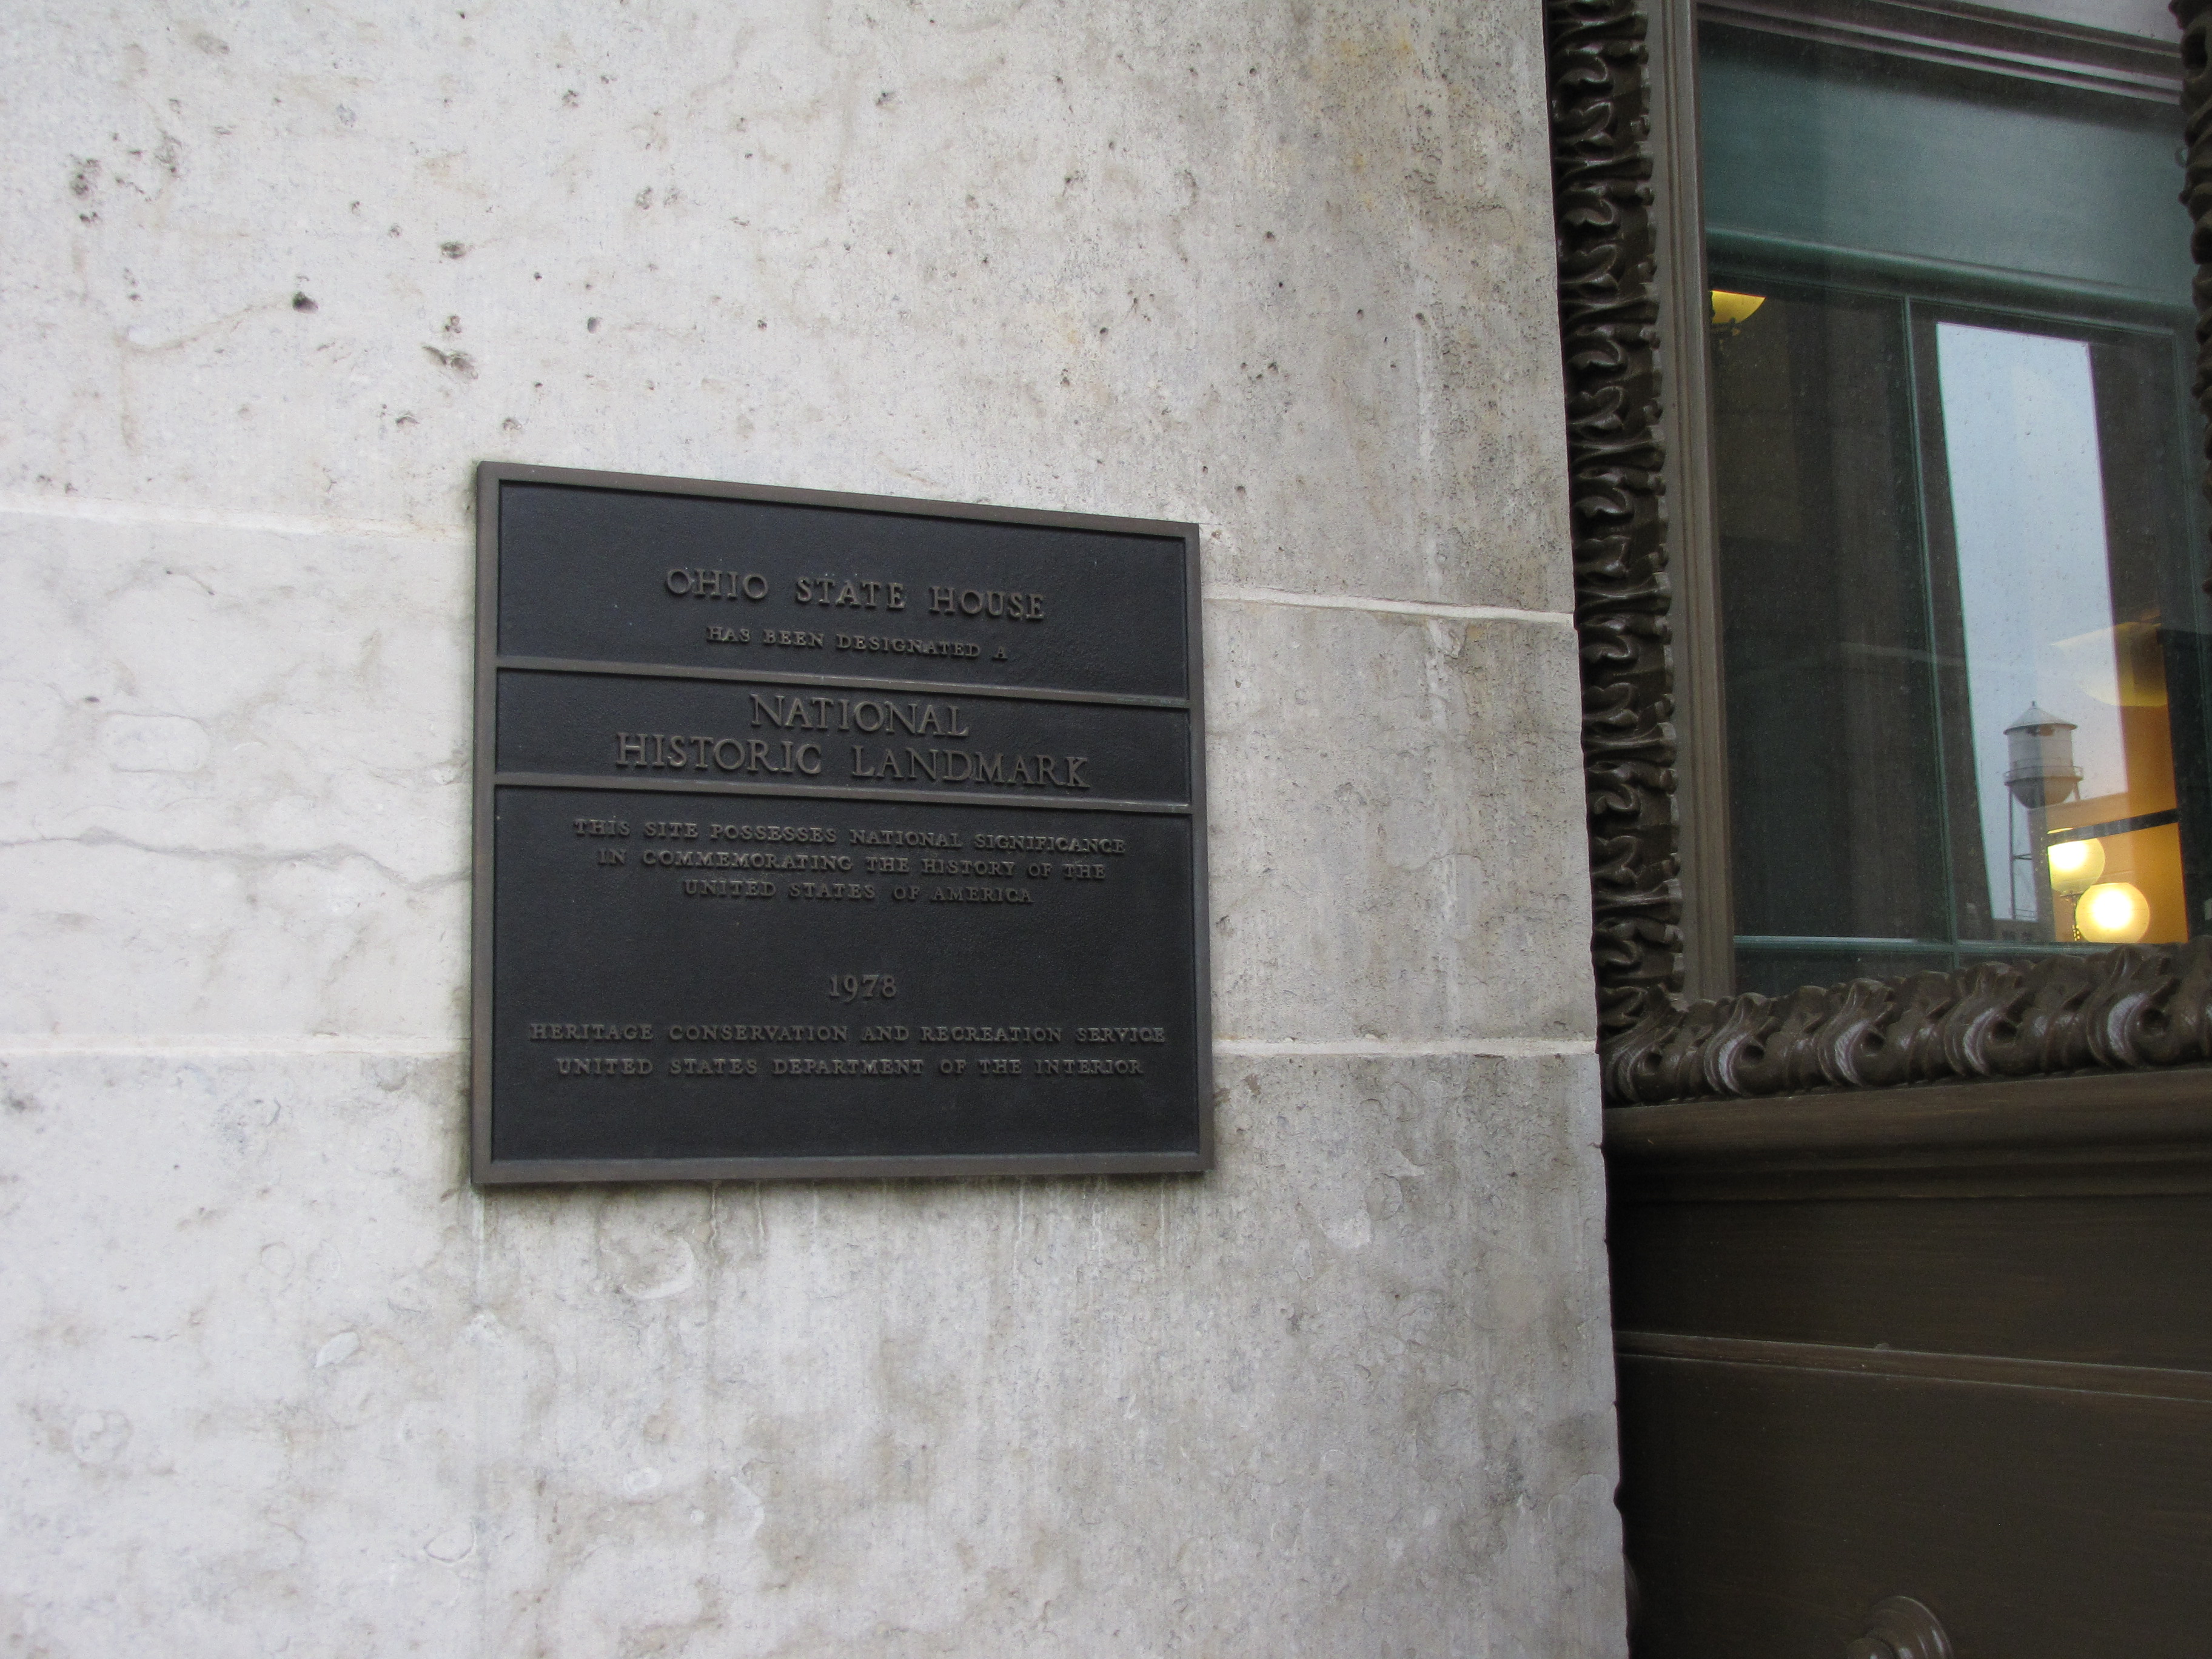 OHIO STATE HOUSE
HAS BEEN DESIGNATED A
NATIONAL
HISTORIC LANDMARK
THIS SITE POSSESSES NATIONAL SIGNIFICANCE
IN COMMEMORATING THE HISTORY OF THE
UNITED STATES OF AMERICA
1978
HERITAGE CONSERVATION AND RECREATION SERVICE
UNITED STATES DEPARTMENT OF THE INTERIOR